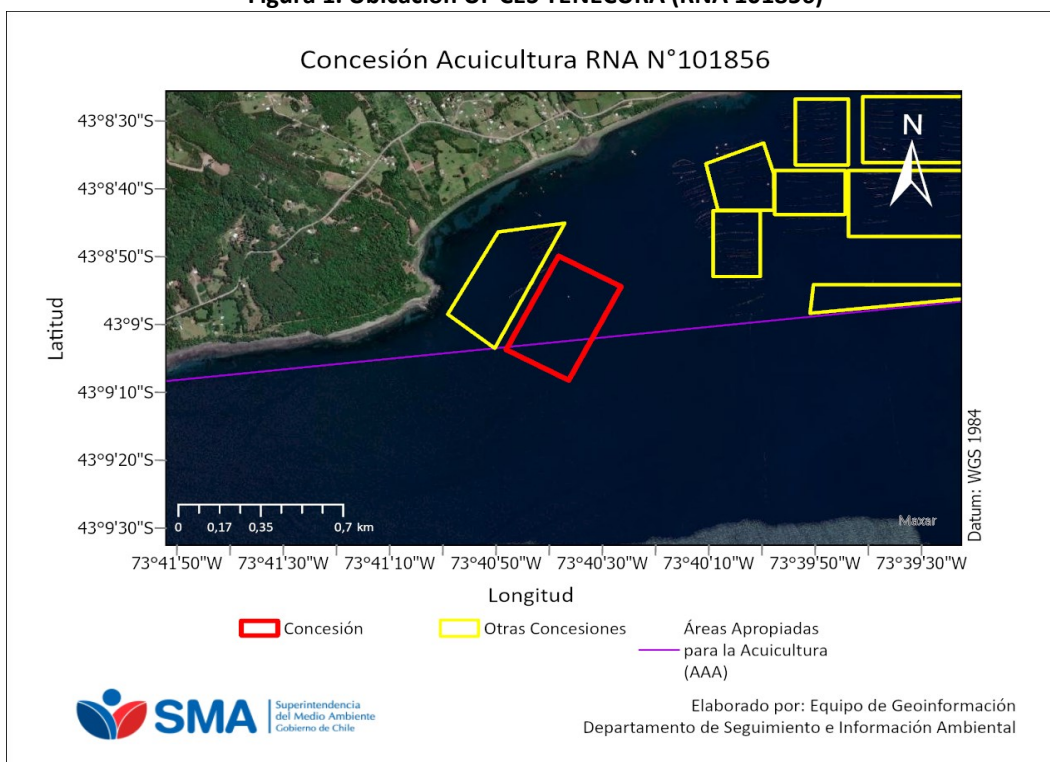 Figura 1. Ubicación UF CES TENECURA (RNA 101856)
Concesión Acuicultura RNA N°101856
43°8'30"S
43°8'40"S
43°8'50"S
43°9'S
43°9'10"S
43°9'20"S
43°9'30"S
Latitud
N
Datum: WGS 1984
Maxar
0 0,17 0,35 0,7 km
73°41'50"W 73°41'30"W 73°41'10"W 73°40'50"W 73°40'30"W 73°40'10"W 73°39'50"W 73°39'30"W
Longitud
Concesión
Otras Concesiones
Áreas Apropiadas
para la Acuicultura
(AAA)
SMA
Superintendencia
del Medio Ambiente
Gobierno de Chile
Elaborado por: Equipo de Geoinformación
Departamento de Seguimiento e Información Ambiental